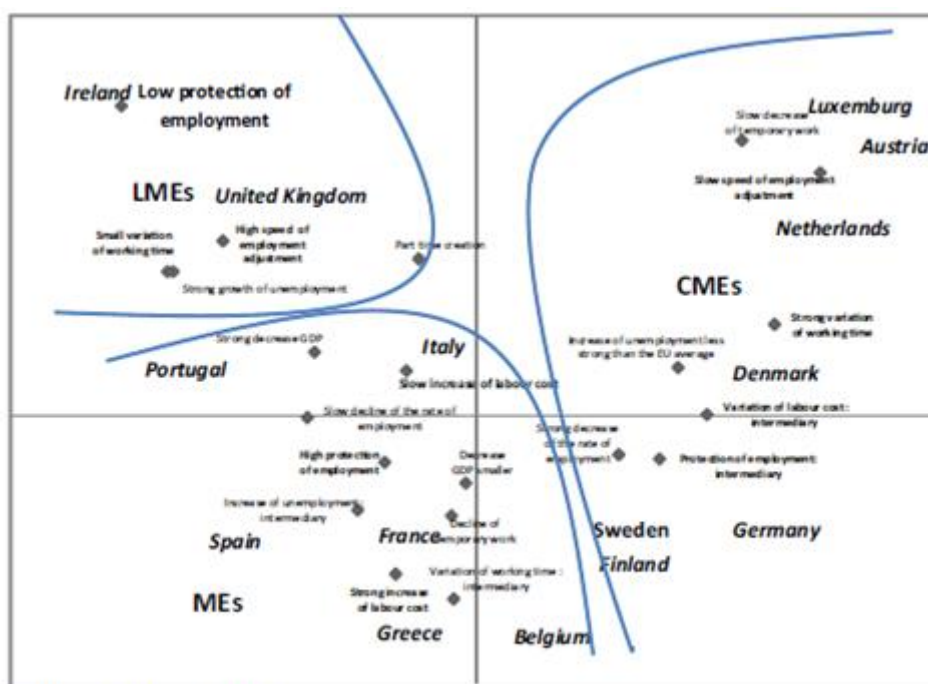 Ireland
Low protection of
employment
LMEs
United Kingdom
Small variation
of working time
High speed of
employment
adjustment
Part time creation
Strong growth of unemployment
Luxemburg
Slow decrease
of temporary work
Austria
Slow speed of employment
adjustment
Netherlands
CMEs
Strong variation
of working time
Increase of unemployment less
strong than the EU average
Denmark
Variation of labour cost:
intermediary
Strong decrease GDP
Portugal
Italy
Slow increase of labour cost
Slow decline of the rate of
employment
High protection
of employment
Decrease
GDP smaller
Strong decrease
of the rate of
employment
Protection of employment:
intermediary
Increase of unemployment:
intermediary
Spain
France
Decline of
temporary work
Sweden
Finland
Germany
Variation of working time :
intermediary
Strong increase
of labour cost
MEs
Greece
Belgium